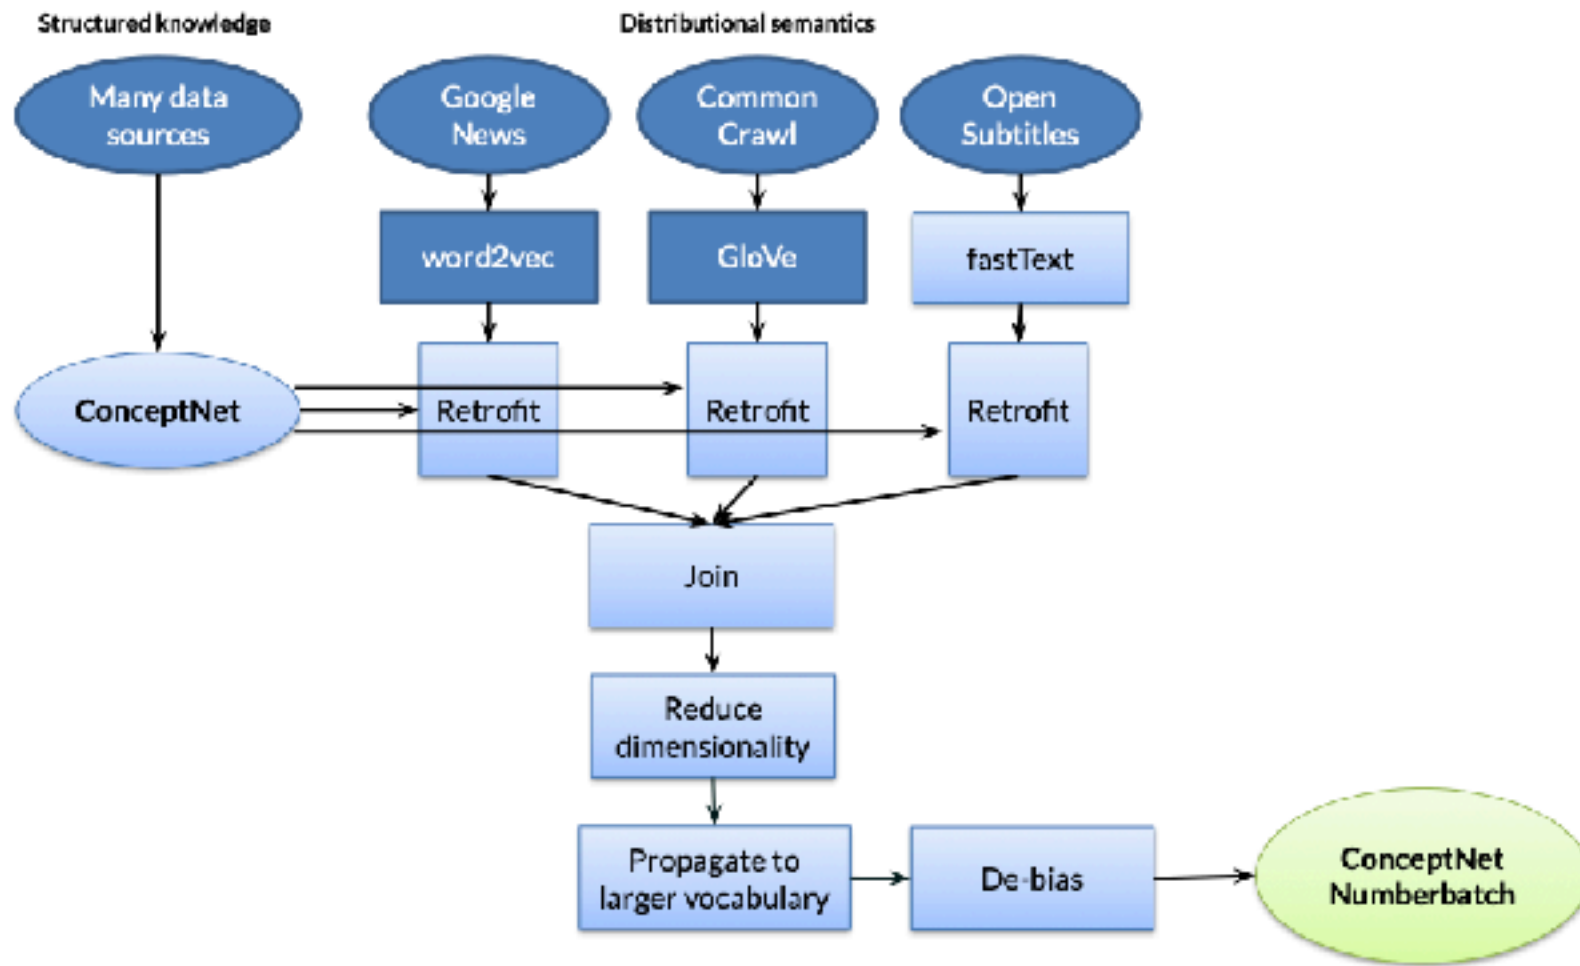 Structured knowledge
Distributional semantics
Many data
sources
Google
News
Common
Crawl
Open
Subtitles
word2vec
GloVe
fastText
ConceptNet
Retrofit
Retrofit
Retrofit
Join
Reduce
dimensionality
Propagate to
larger vocabulary
De-bias
ConceptNet
Numberbatch